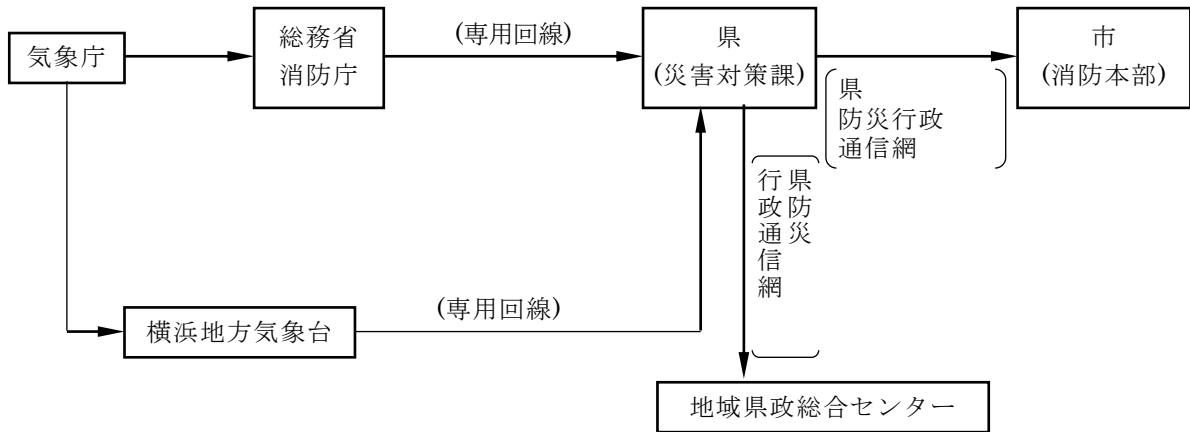 気象庁
総務省
消防庁
(専用回線)
県
(災害対策課)
市
(消防本部)
県
防災行政
通信網
県防災
行政通信網
横浜地方気象台
(専用回線)
地域県政総合センター